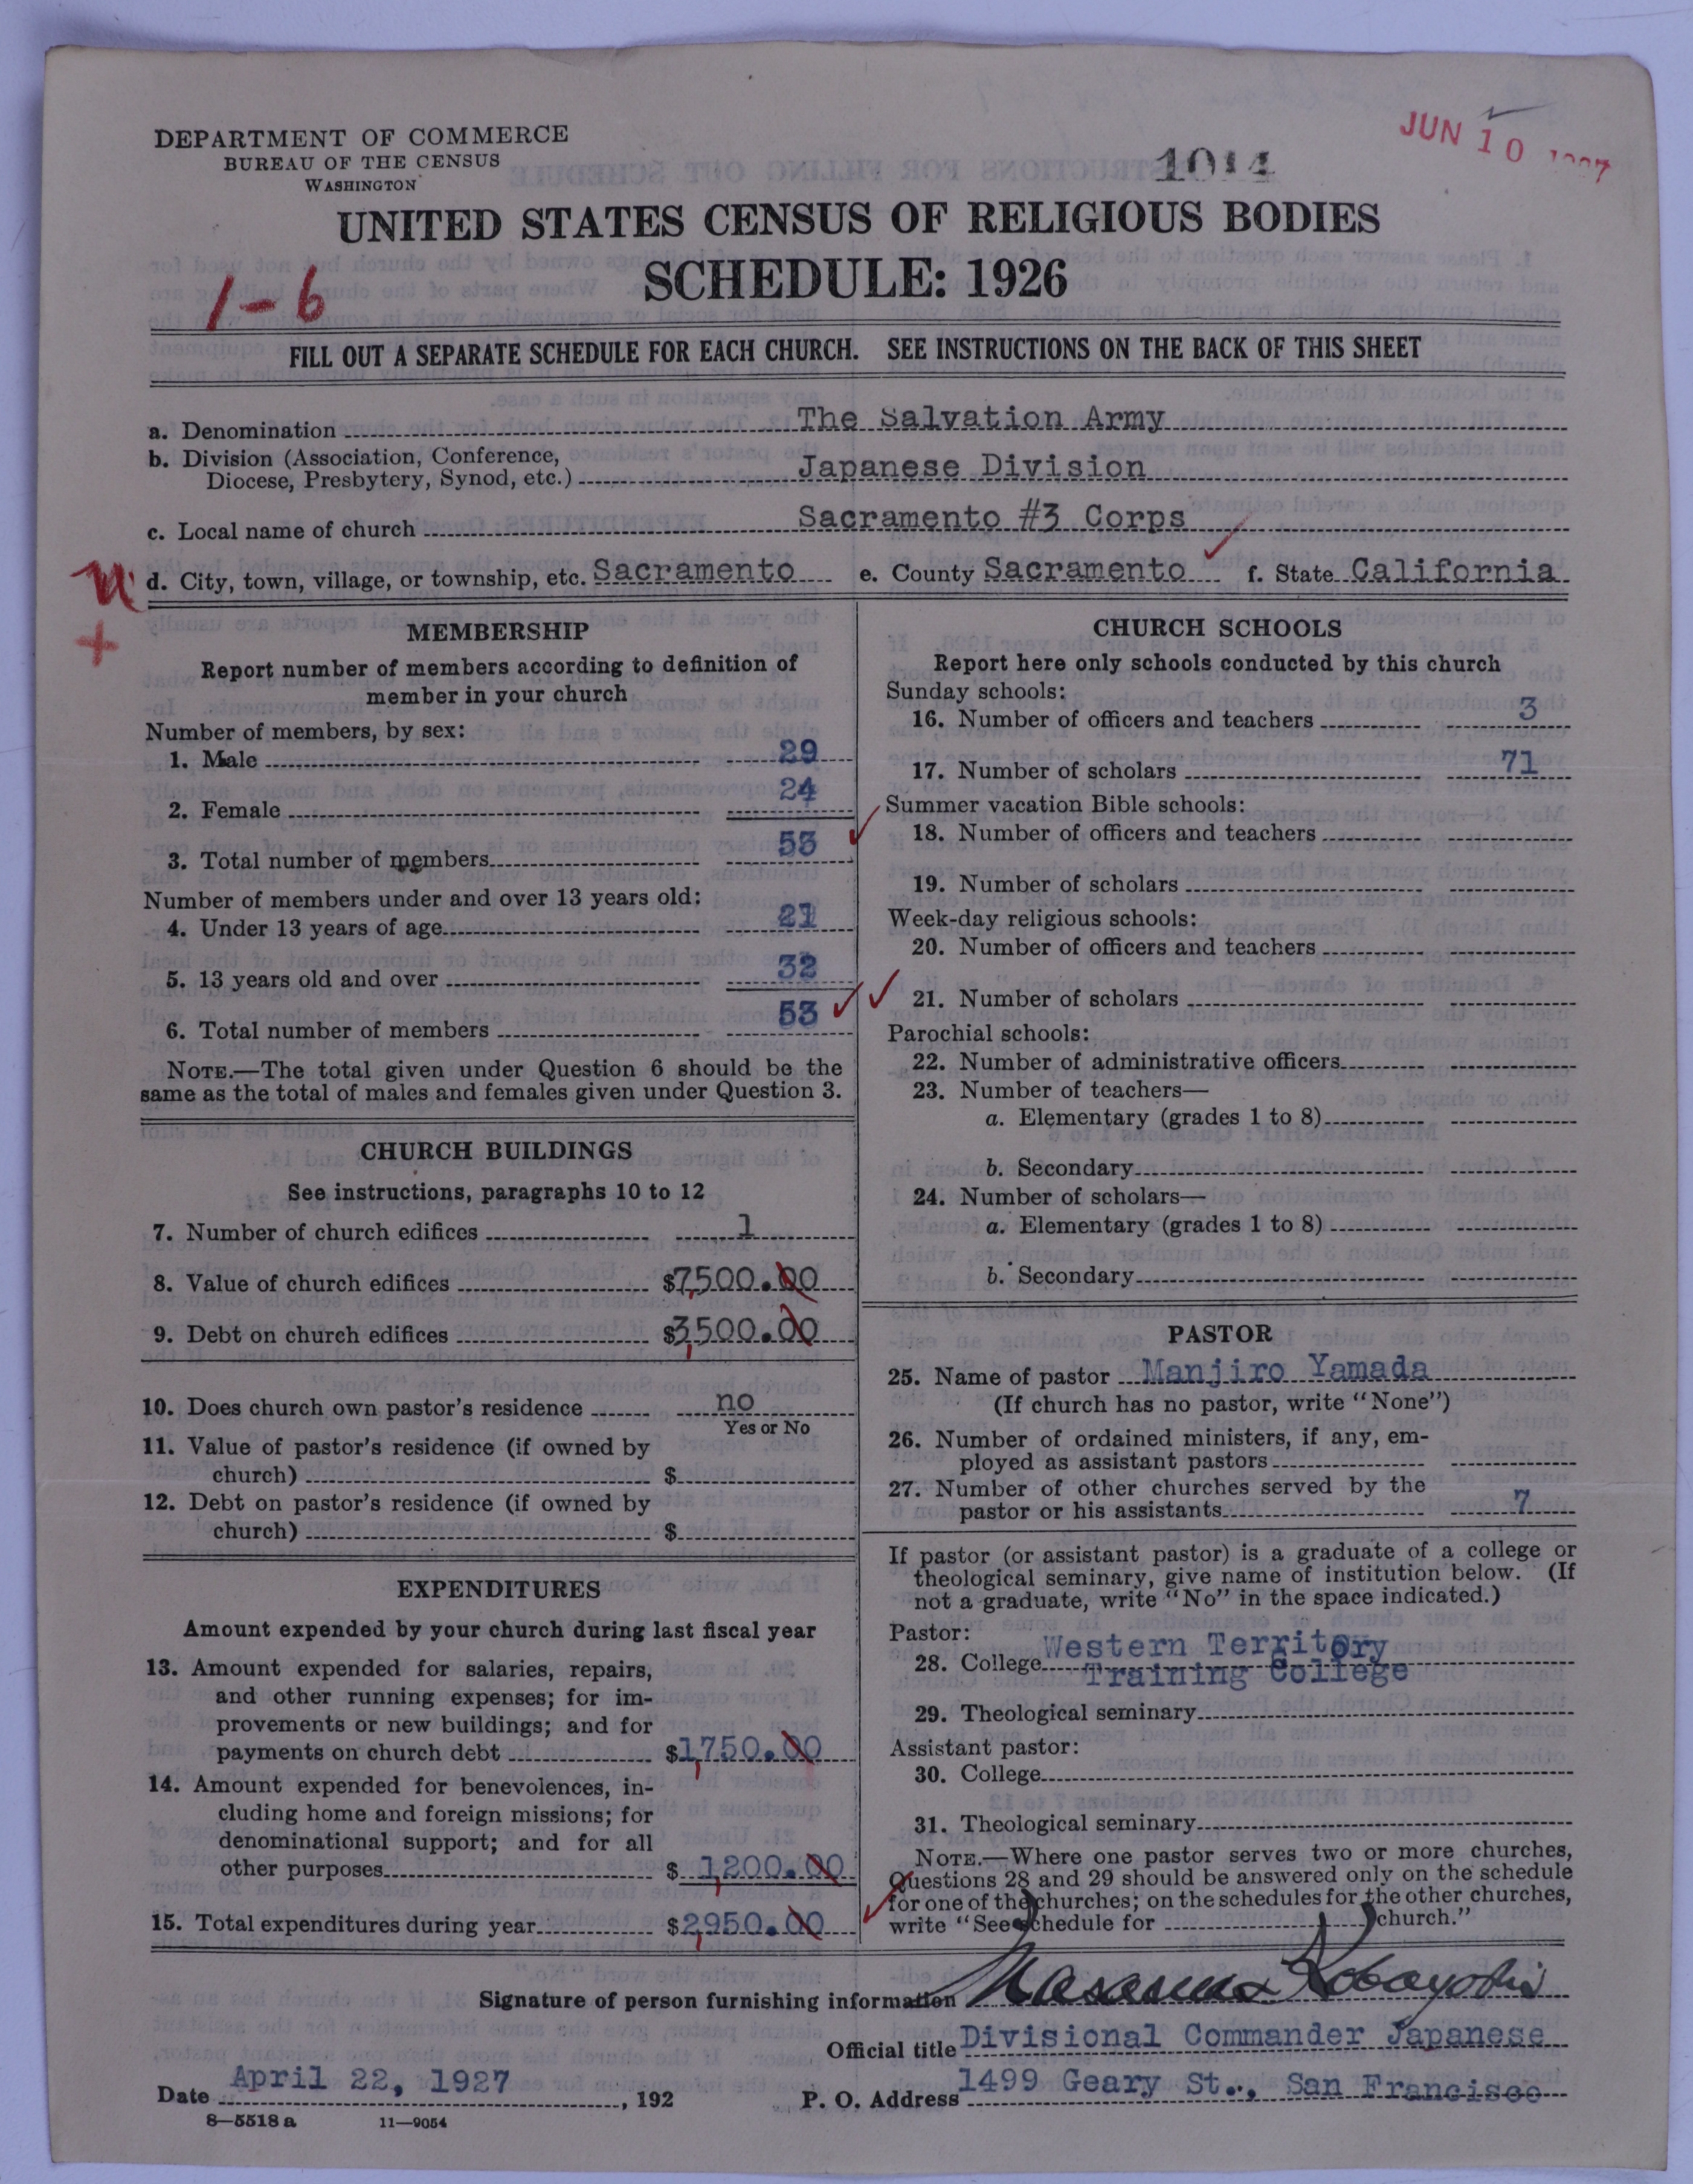 DEPARTMENT OF COMMERCE
BUREAU OF THE CENSUS
WASHINGTON
1014
JUN 10 1927
UNITED STATES CENSUS OF RELIGIOUS BODIES
SCHEDULE: 1926
1-6
FILL OUT A SEPARATE SCHEDULE FOR EACH CHURCH. SEE INSTRUCTIONS ON THE BACK OF THIS SHEET
a. Denomination The Salvation Army
b. Division (Association, Conference,
Diocese, Presbytery, Synod, etc.) Japanese Division
c. Local name of church Sacramento #3 Corps
d. City, town, village, or township, etc. Sacramento e. County Sacramento f. State California
MEMBERSHIP
Report number of members according to definition of
member in your church
Number of members, by sex:
1. Male 29
2. Female 24
3. Total number of members 53
Number of members under and over 13 years old:
4. Under 13 years of age 21
5. 13 years old and over 32
6. Total number of members 53
NOTE.—The total given under Question 6 should be the
same as the total of males and females given under Question 3.
CHURCH BUILDINGS
See instructions, paragraphs 10 to 12
7. Number of church edifices 1
8. Value of church edifices $7,500.00
9. Debt on church edifices $3,500.00
10. Does church own pastor's residence no
Yes or No
11. Value of pastor's residence (if owned by
church) $
12. Debt on pastor's residence (if owned by
church) $
EXPENDITURES
Amount expended by your church during last fiscal year
13. Amount expended for salaries, repairs,
and other running expenses; for im-
provements or new buildings; and for
payments on church debt $1,750.00
14. Amount expended for benevolences, in-
cluding home and foreign missions; for
denominational support; and for all
other purposes $1,200.00
15. Total expenditures during year $2,950.00
CHURCH SCHOOLS
Report here only schools conducted by this church
Sunday schools:
16. Number of officers and teachers 3
17. Number of scholars 71
Summer vacation Bible schools:
18. Number of officers and teachers
19. Number of scholars
Week-day religious schools:
20. Number of officers and teachers
21. Number of scholars
Parochial schools:
22. Number of administrative officers
23. Number of teachers—
a. Elementary (grades 1 to 8)
b. Secondary
24. Number of scholars—
a. Elementary (grades 1 to 8)
b. Secondary
PASTOR
25. Name of pastor Manjiro Yamada
(If church has no pastor, write "None")
26. Number of ordained ministers, if any, em-
ployed as assistant pastors
27. Number of other churches served by the
pastor or his assistants 7
If pastor (or assistant pastor) is a graduate of a college or
theological seminary, give name of institution below. (If
not a graduate, write "No" in the space indicated.)
Pastor:
28. College Western Territory
Training College
29. Theological seminary
Assistant pastor:
30. College
31. Theological seminary
NOTE.—Where one pastor serves two or more churches,
Questions 28 and 29 should be answered only on the schedule
for one of the churches; on the schedules for the other churches,
write "See schedule for church."
Signature of person furnishing information Masasuke Kobayashi
Official title Divisional Commander Japanese
Date April 22, 1927, 192 P. O. Address 1499 Geary St., San Francisco
8—5518 a 11—9054